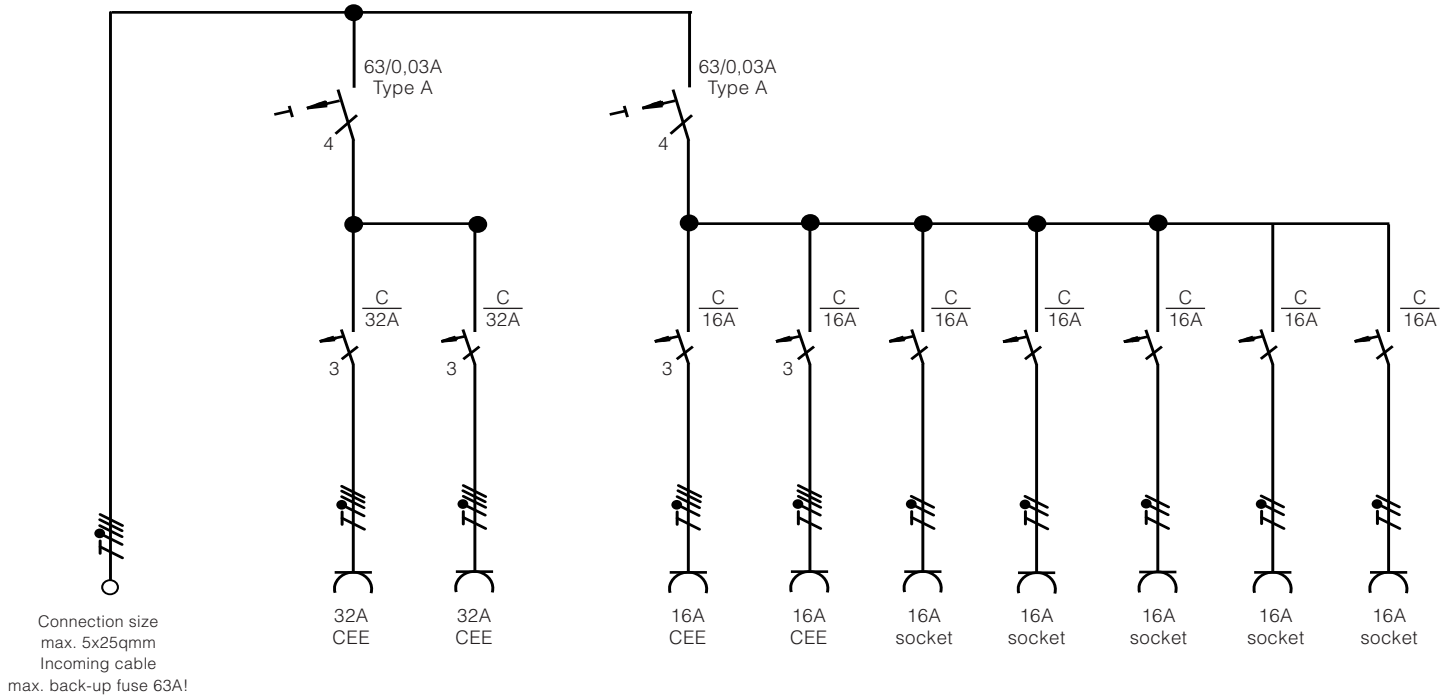 63/0,03A
Type A
4
63/0,03A
Type A
4
C
32A
3
C
32A
3
C
16A
3
C
16A
3
C
16A
C
16A
C
16A
C
16A
C
16A
Connection size
max. 5x25qmm
Incoming cable
max. back-up fuse 63A!
32A
CEE
32A
CEE
16A
CEE
16A
CEE
16A
socket
16A
socket
16A
socket
16A
socket
16A
socket